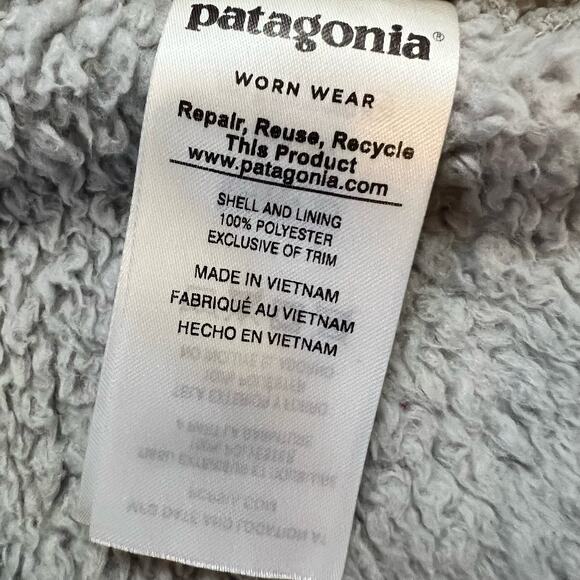 patagonia®
WORN WEAR
Repair, Reuse, Recycle
This Product
www.patagonia.com
SHELL AND LINING
100% POLYESTER
EXCLUSIVE OF TRIM
MADE IN VIETNAM
FABRIQUÉ AU VIETNAM
HECHO EN VIETNAM